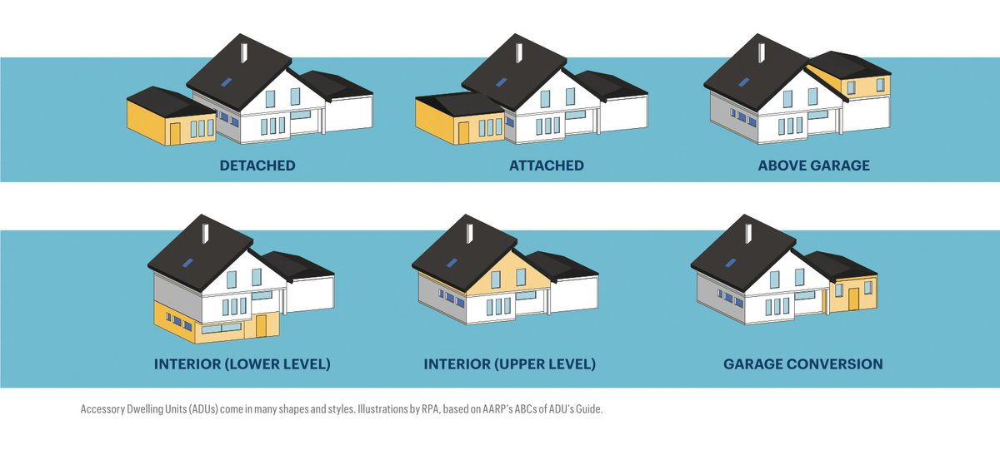 DETACHED
ATTACHED
ABOVE GARAGE
INTERIOR (LOWER LEVEL)
INTERIOR (UPPER LEVEL)
GARAGE CONVERSION
Accessory Dwelling Units (ADUs) come in many shapes and styles. Illustrations by RPA, based on AARP's ABCs of ADU's Guide.